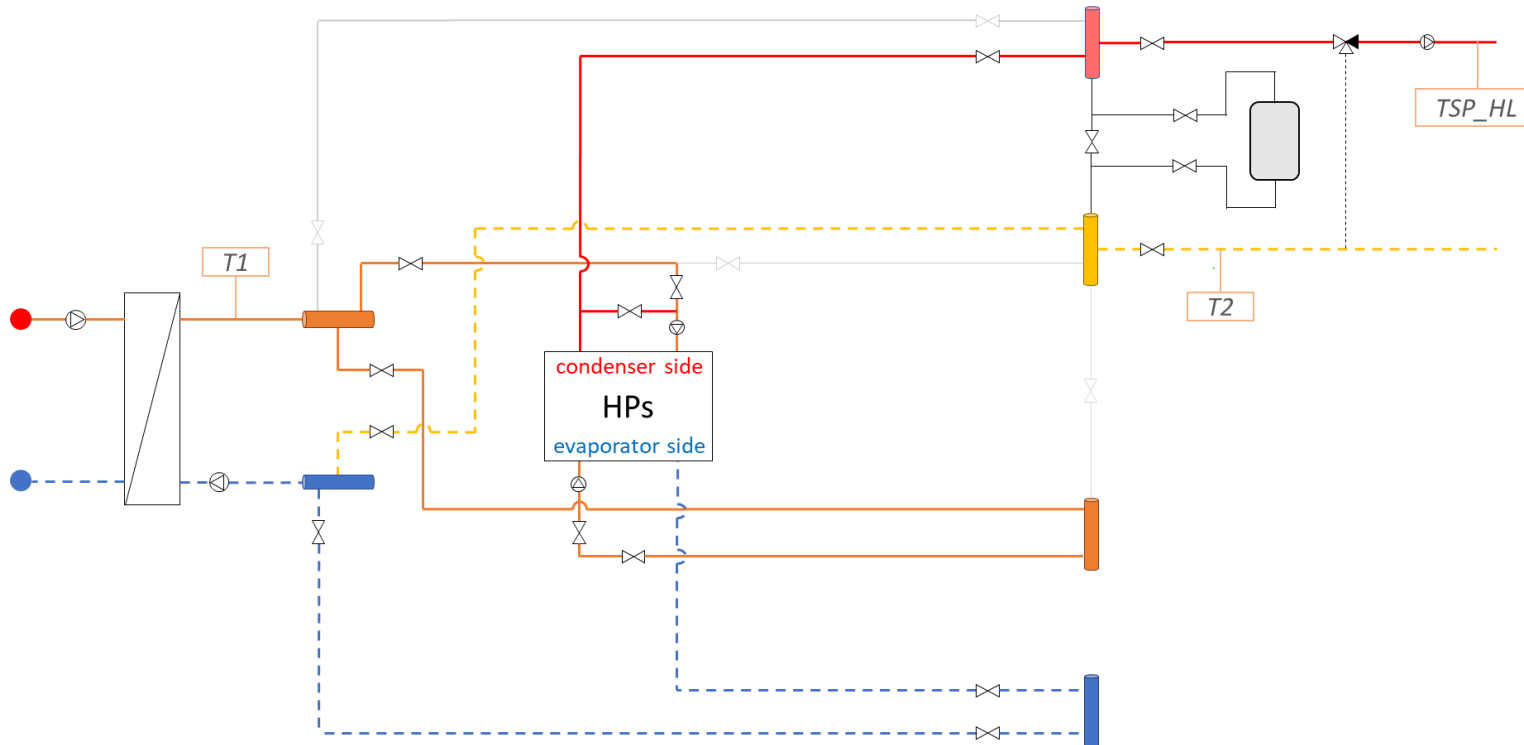 TSP_HL
T1
T2
condenser side
HPs
evaporator side